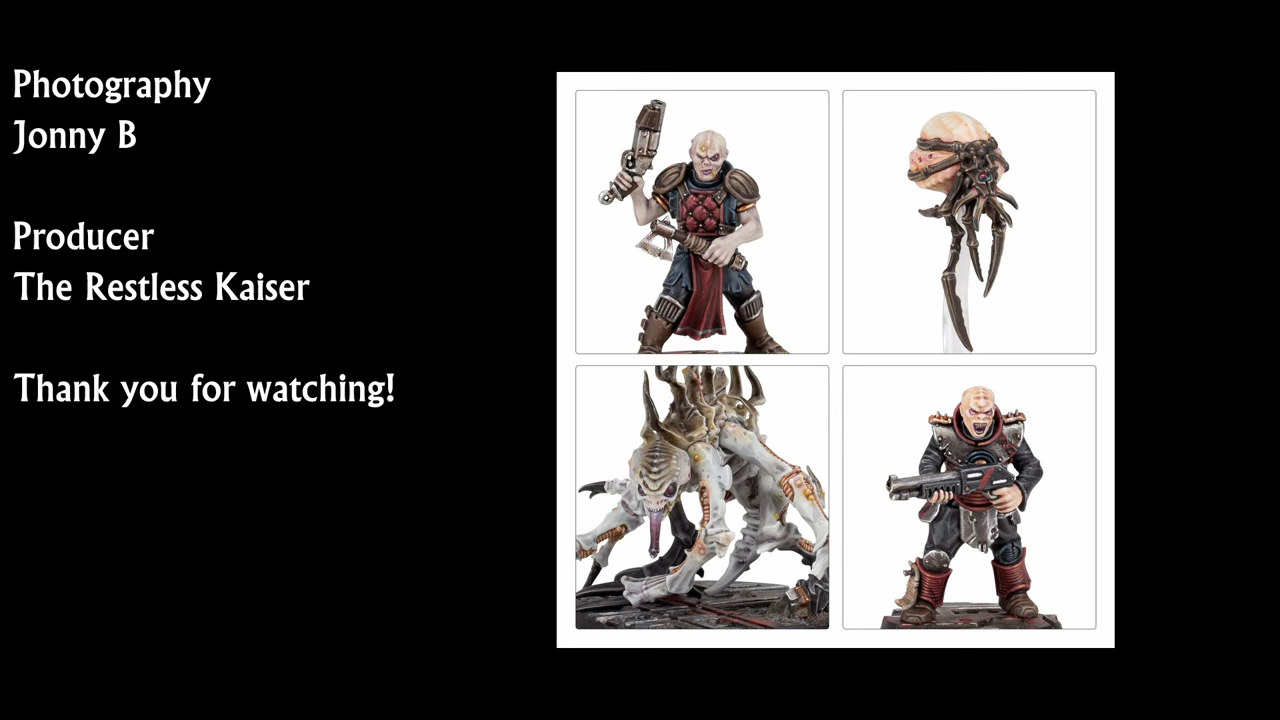 Photography
Jonny B
Producer
The Restless Kaiser
Thank you for watching!